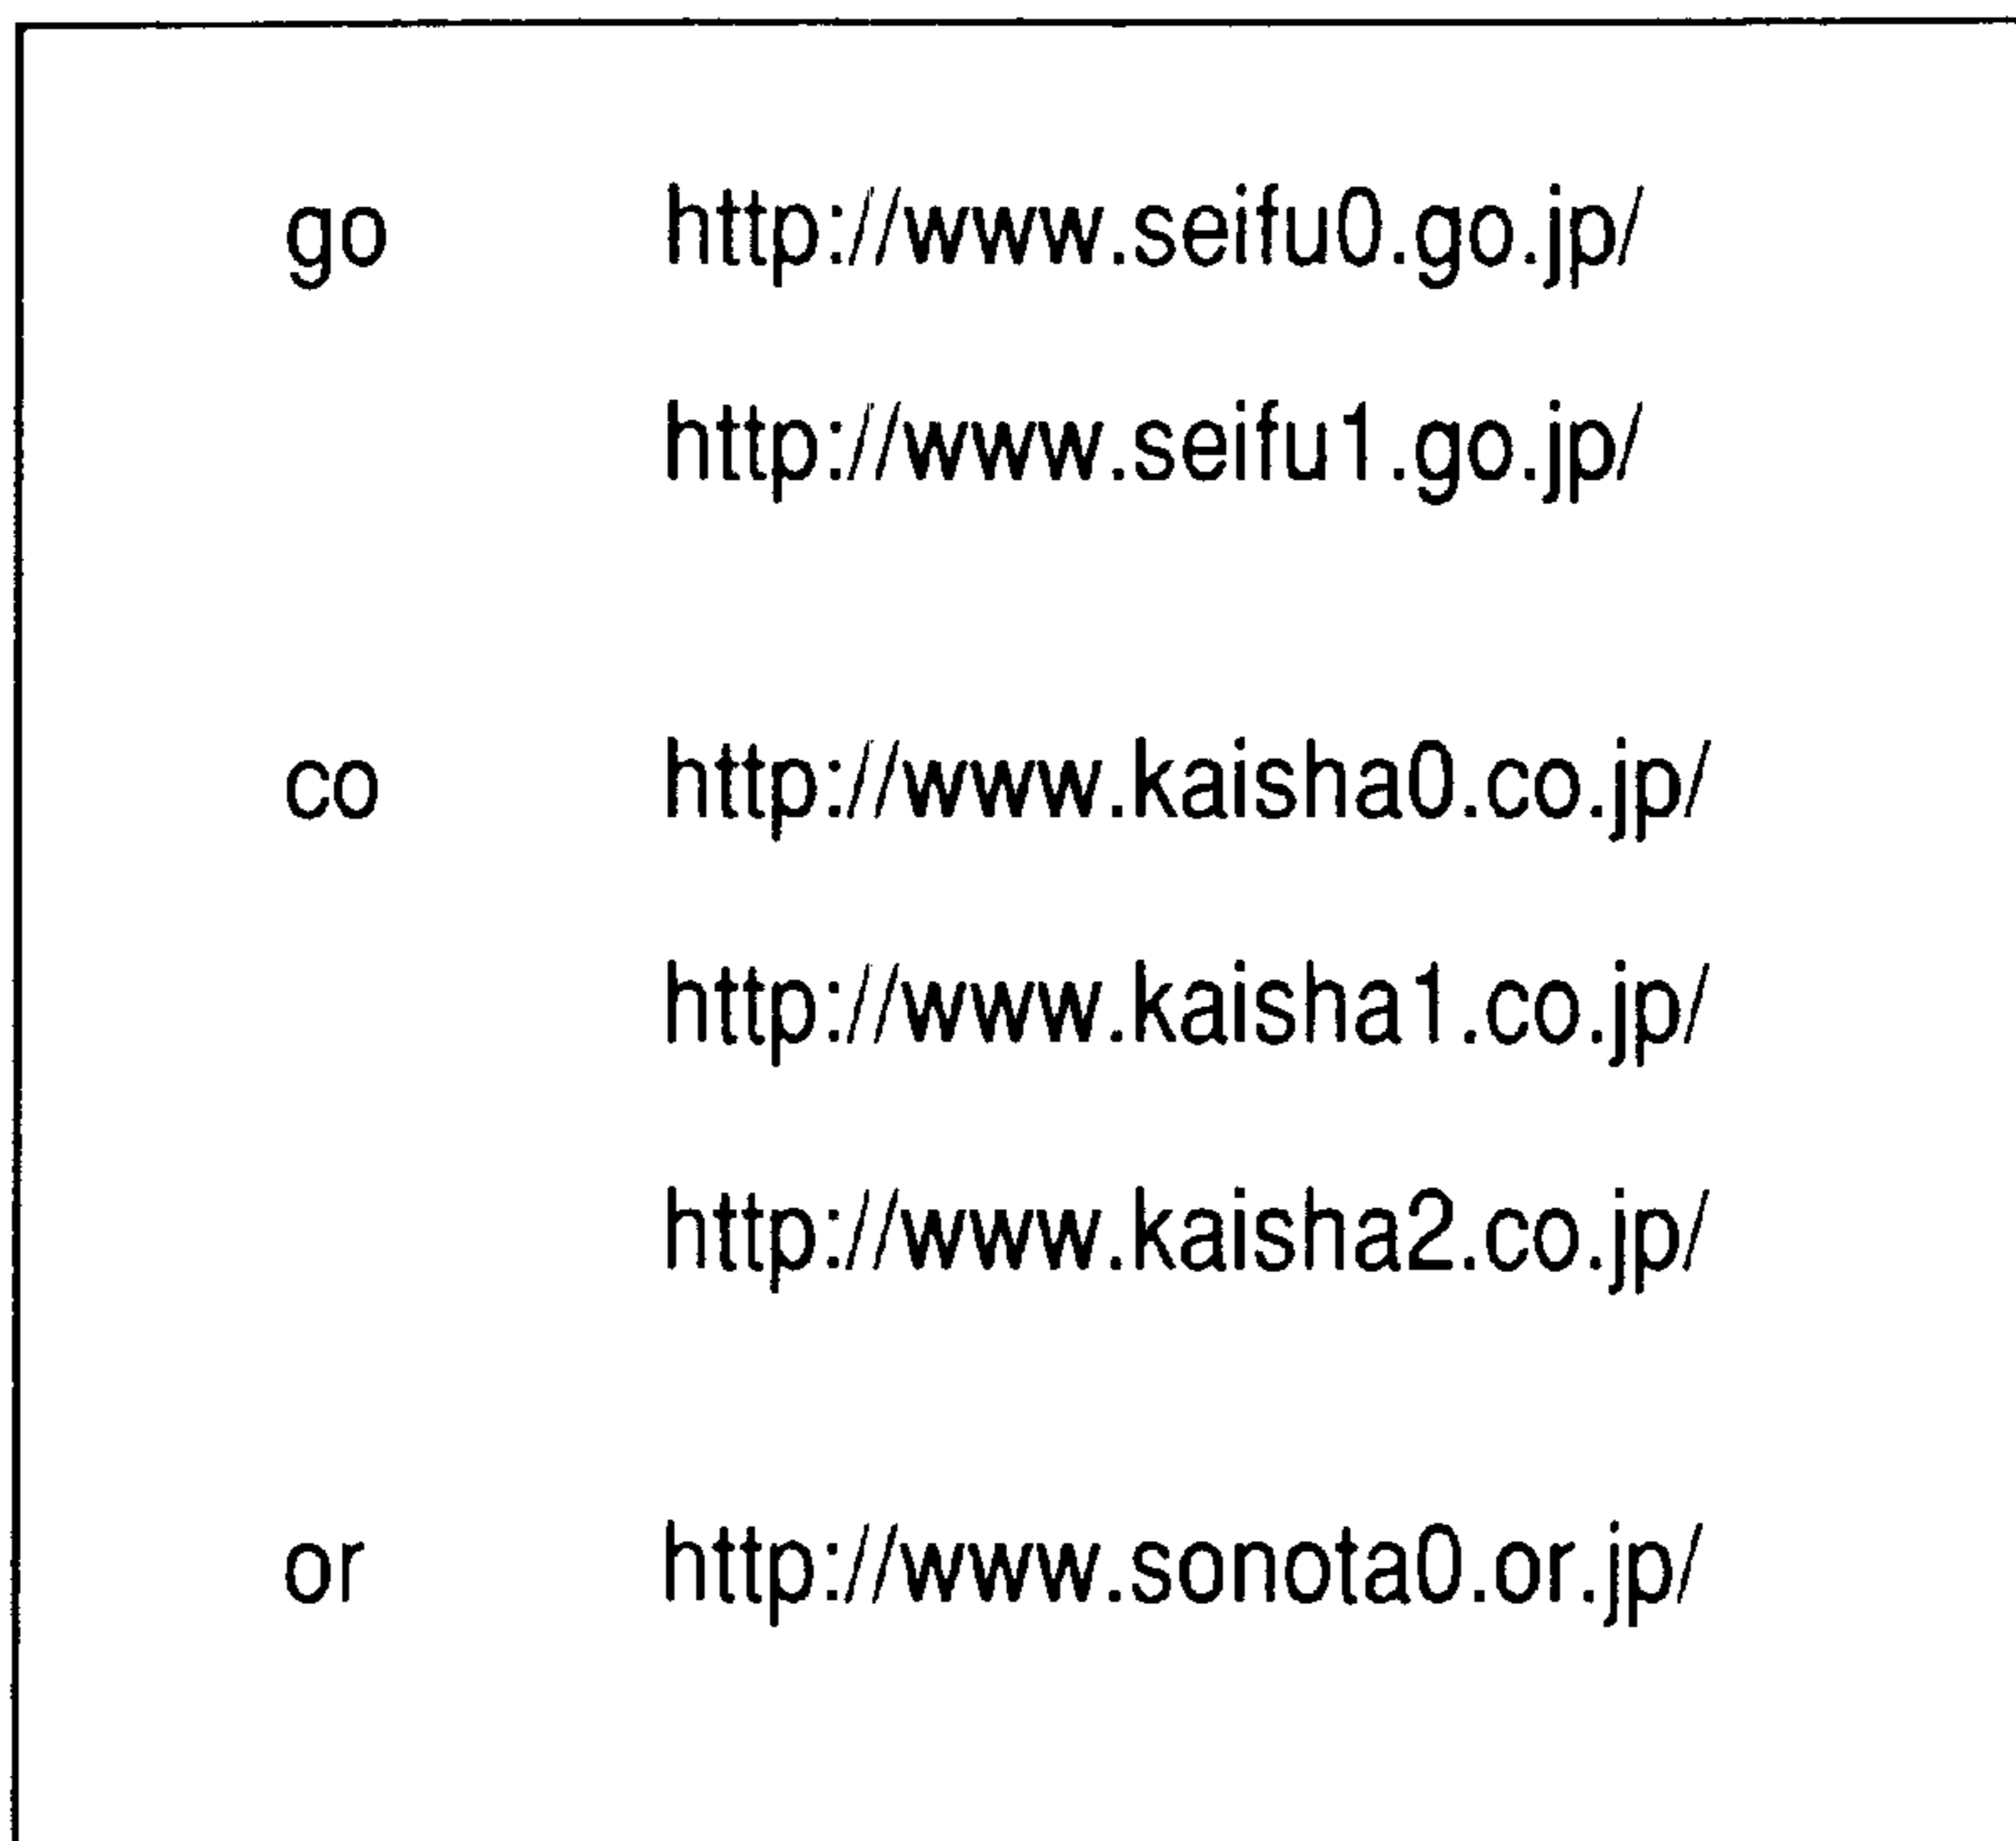 go http://www.seifu0.go.jp/
http://www.seifu1.go.jp/
co http://www.kaisha0.co.jp/
http://www.kaisha1.co.jp/
http://www.kaisha2.co.jp/
or http://www.sonota0.or.jp/